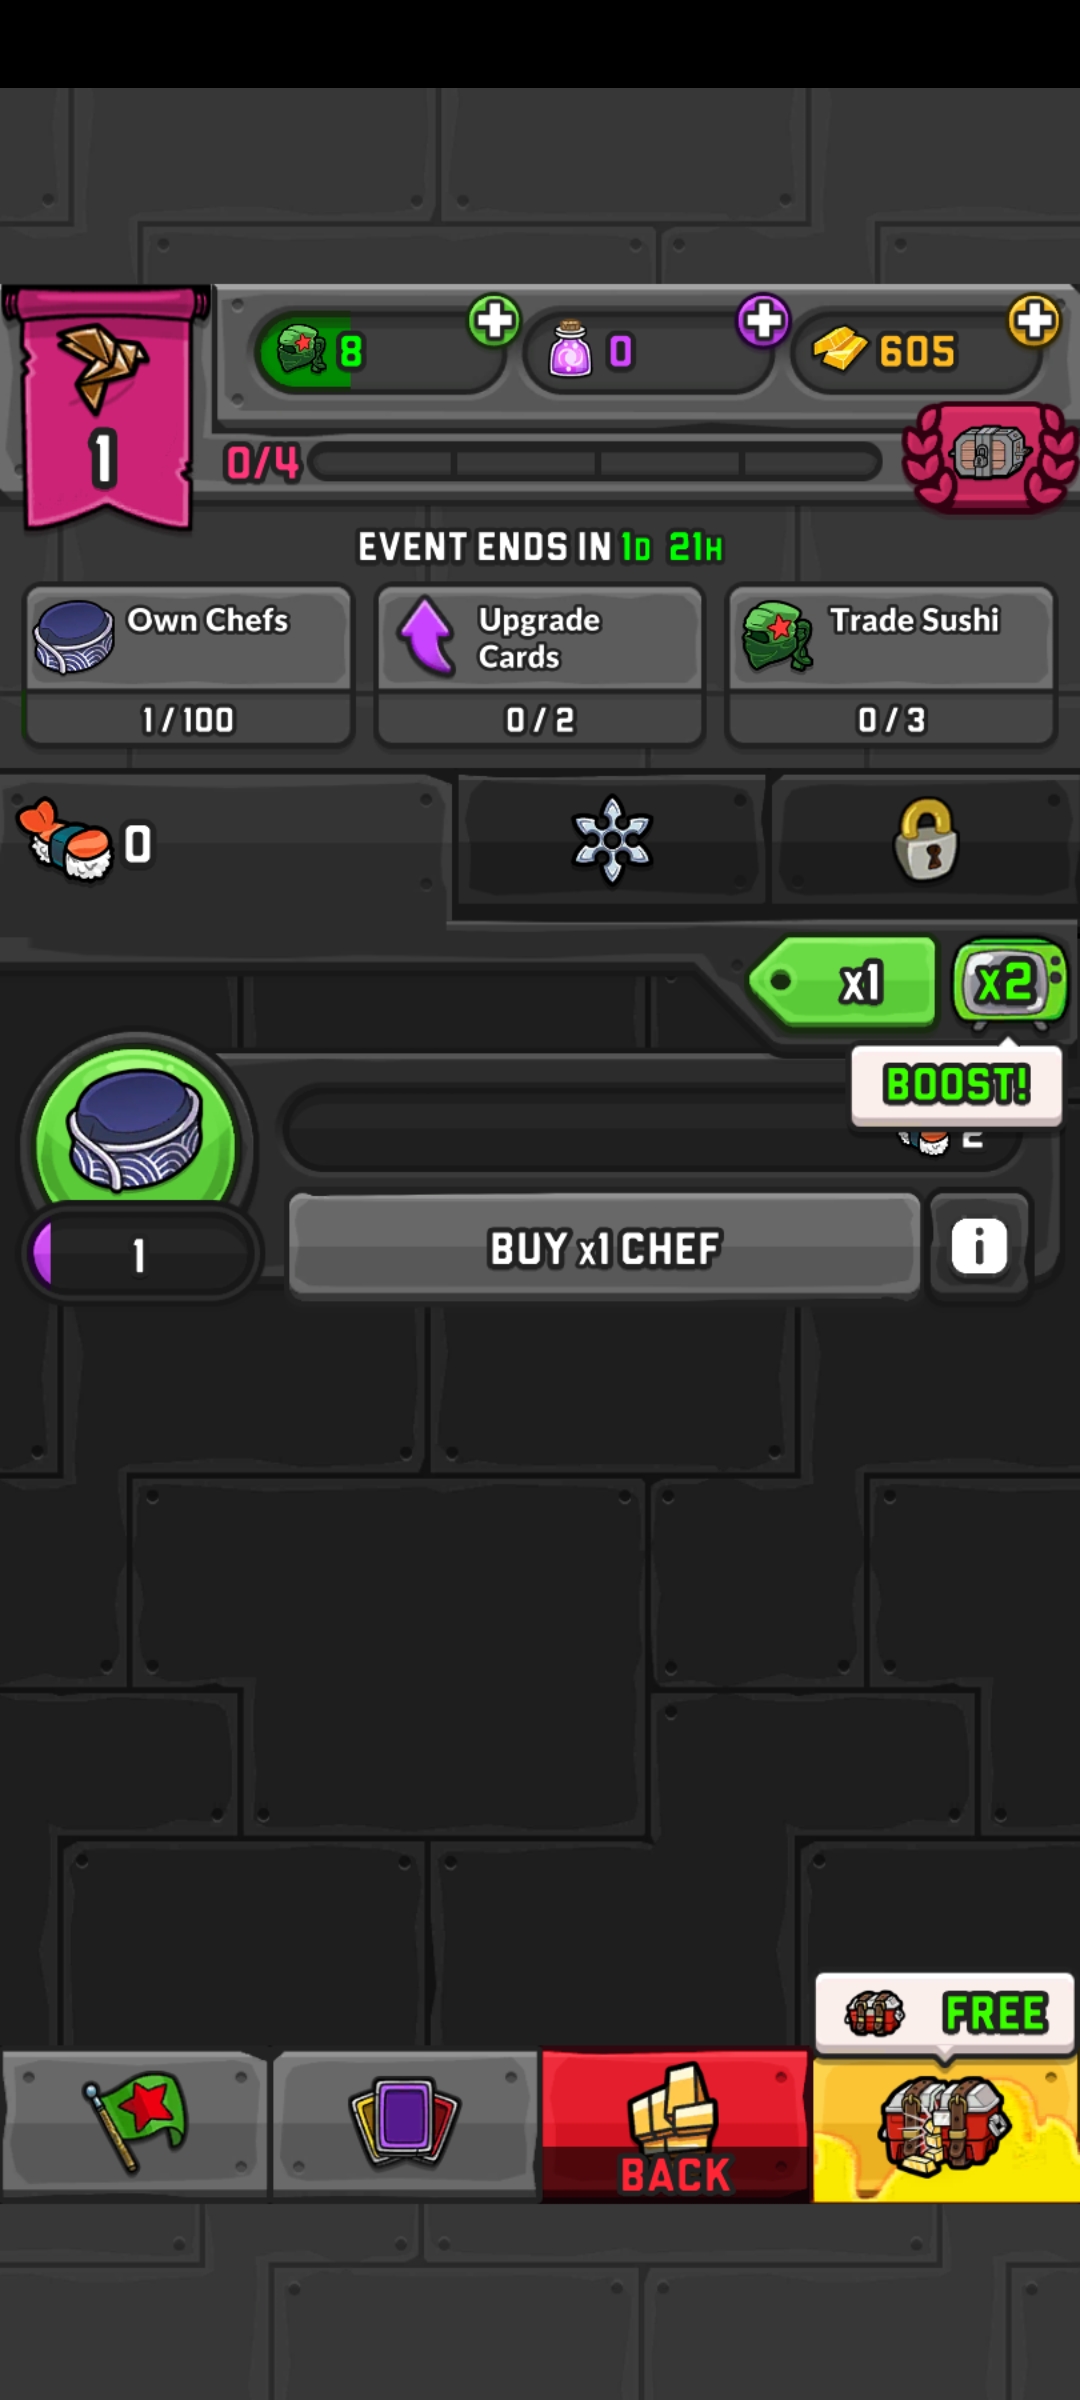 8
0
605
1
0/4
EVENT ENDS IN 1D 21H
Own Chefs
Upgrade
Cards
Trade Sushi
1/100
0/2
0/3
0
x1
x2
BOOST!
2
1
BUY x1 CHEF
i
FREE
BACK